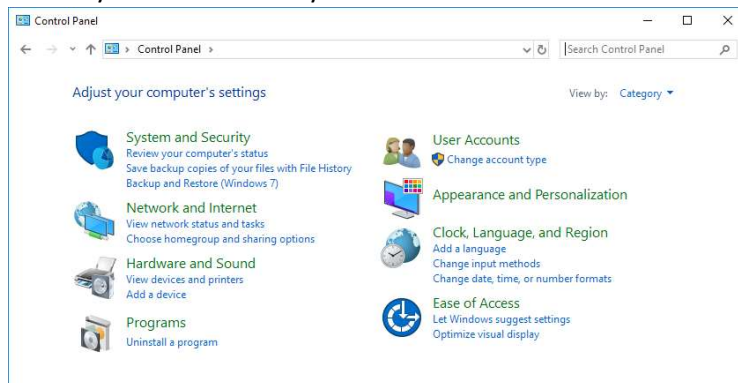 Control Panel
Control Panel
Search Control Panel
Adjust your computer's settings
View by: Category
System and Security
Review your computer's status
Save backup copies of your files with File History
Backup and Restore (Windows 7)
Network and Internet
View network status and tasks
Choose homegroup and sharing options
Hardware and Sound
View devices and printers
Add a device
Programs
Uninstall a program
User Accounts
Change account type
Appearance and Personalization
Clock, Language, and Region
Add a language
Change input methods
Change date, time, or number formats
Ease of Access
Let Windows suggest settings
Optimize visual display